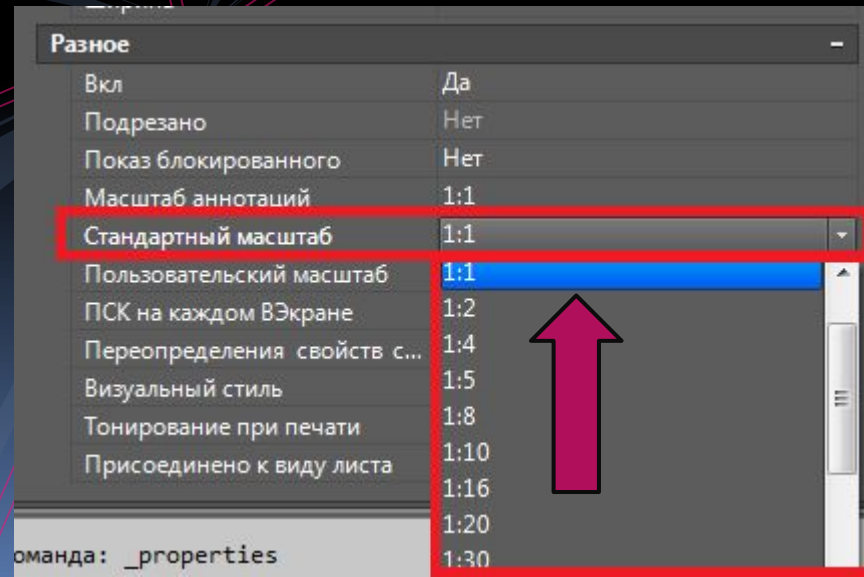 Ширина
Разное
Вкл Да
Подрезано Нет
Показ блокированного Нет
Масштаб аннотаций 1:1
Стандартный масштаб 1:1
Пользовательский масштаб 1:1
ПСК на каждом ВЭкране 1:2
Переопределения свойств с... 1:4
Визуальный стиль 1:5
Тонирование при печати 1:8
Присоединено к виду листа 1:10
1:16
1:20
оманда: _properties 1:30